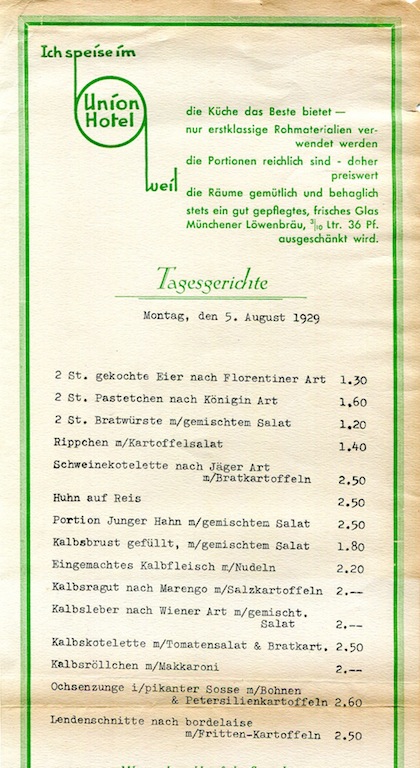 Ich speise im
Union
Hotel
weil
die Küche das Beste bietet —
nur erstklassige Rohmaterialien ver-
wendet werden
die Portionen reichlich sind - daher
preiswert
die Räume gemütlich und behaglich
stets ein gut gepflegtes, frisches Glas
Münchener Löwenbräu, 3/10 Ltr. 36 Pf.
ausgeschänkt wird.
Tagesgerichte
Montag, den 5. August 1929
2 St. gekochte Eier nach Florentiner Art 1.30
2 St. Pastetchen nach Königin Art 1.60
2 St. Bratwürste m/gemischtem Salat 1.20
Rippchen m/Kartoffelsalat 1.40
Schweinekotelette nach Jäger Art
m/Bratkartoffeln 2.50
Huhn auf Reis 2.50
Portion Junger Hahn m/gemischtem Salat 2.50
Kalbsbrust gefüllt, m/gemischtem Salat 1.80
Eingemachtes Kalbfleisch m/Nudeln 2.20
Kalbsragut nach Marengo m/Salzkartoffeln 2.--
Kalbsleber nach Wiener Art m/gemischt.
Salat 2.--
Kalbskotelette m/Tomatensalat & Bratkart. 2.50
Kalbsröllchen m/Makkaroni 2.--
Ochsenzunge i/pikanter Sosse m/Bohnen
& Petersilienkartoffeln 2.60
Lendenschnitte nach bordelaise
m/Fritten-Kartoffeln 2.50